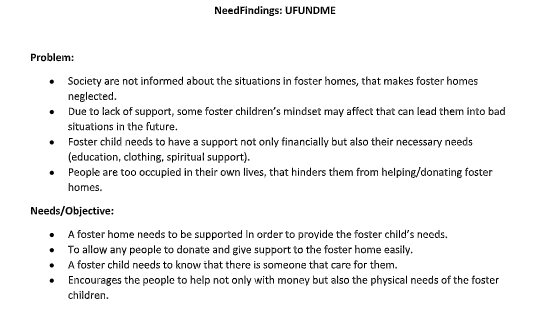 NeedFindings: UFUNDME
Problem:
• Society are not informed about the situations in foster homes, that makes foster homes
neglected.
• Due to lack of support, some foster children's mindset may affect that can lead them into bad
situations in the future.
• Foster child needs to have a support not only financially but also their necessary needs
(education, clothing, spiritual support).
• People are too occupied in their own lives, that hinders them from helping/donating foster
homes.
Needs/Objective:
• A foster home needs to be supported in order to provide the foster child's needs.
• To allow any people to donate and give support to the foster home easily.
• A foster child needs to know that there is someone that care for them.
• Encourages the people to help not only with money but also the physical needs of the foster
children.